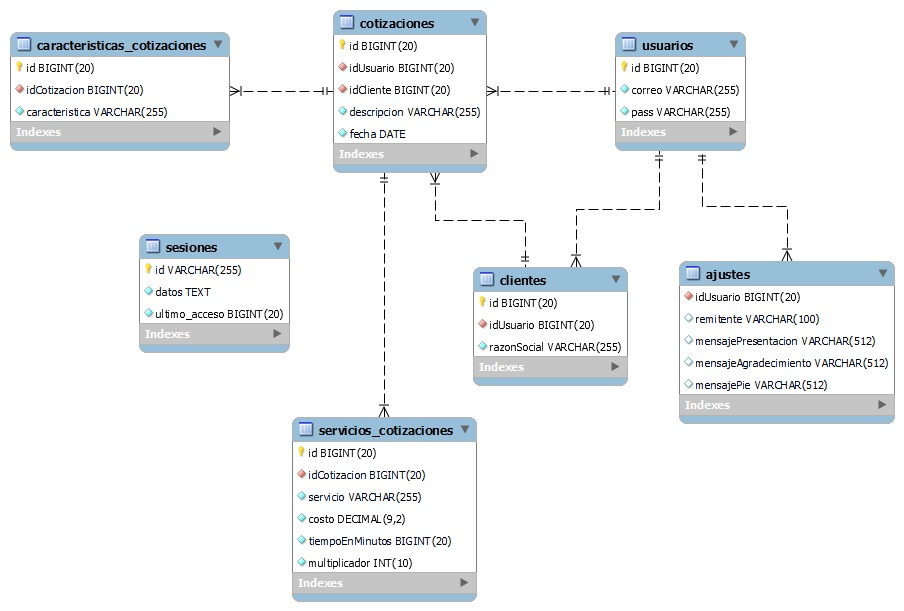 caracteristicas_cotizaciones
id BIGINT(20)
idCotizacion BIGINT(20)
caracteristica VARCHAR(255)
Indexes
cotizaciones
id BIGINT(20)
idUsuario BIGINT(20)
idCliente BIGINT(20)
descripcion VARCHAR(255)
fecha DATE
Indexes
usuarios
id BIGINT(20)
correo VARCHAR(255)
pass VARCHAR(255)
Indexes
sesiones
id VARCHAR(255)
datos TEXT
ultimo_acceso BIGINT(20)
Indexes
clientes
id BIGINT(20)
idUsuario BIGINT(20)
razonSocial VARCHAR(255)
Indexes
ajustes
idUsuario BIGINT(20)
remitente VARCHAR(100)
mensajePresentacion VARCHAR(512)
mensajeAgradecimiento VARCHAR(512)
mensajePie VARCHAR(512)
Indexes
servicios_cotizaciones
id BIGINT(20)
idCotizacion BIGINT(20)
servicio VARCHAR(255)
costo DECIMAL(9,2)
tiempoEnMinutos BIGINT(20)
multiplicador INT(10)
Indexes